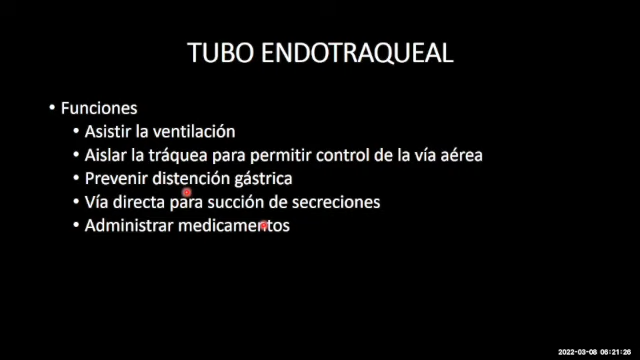 TUBO ENDOTRAQUEAL
• Funciones
• Asistir la ventilación
• Aislar la tráquea para permitir control de la vía aérea
• Prevenir distención gástrica
• Vía directa para succión de secreciones
• Administrar medicamentos
2022-03-08 06:21:26